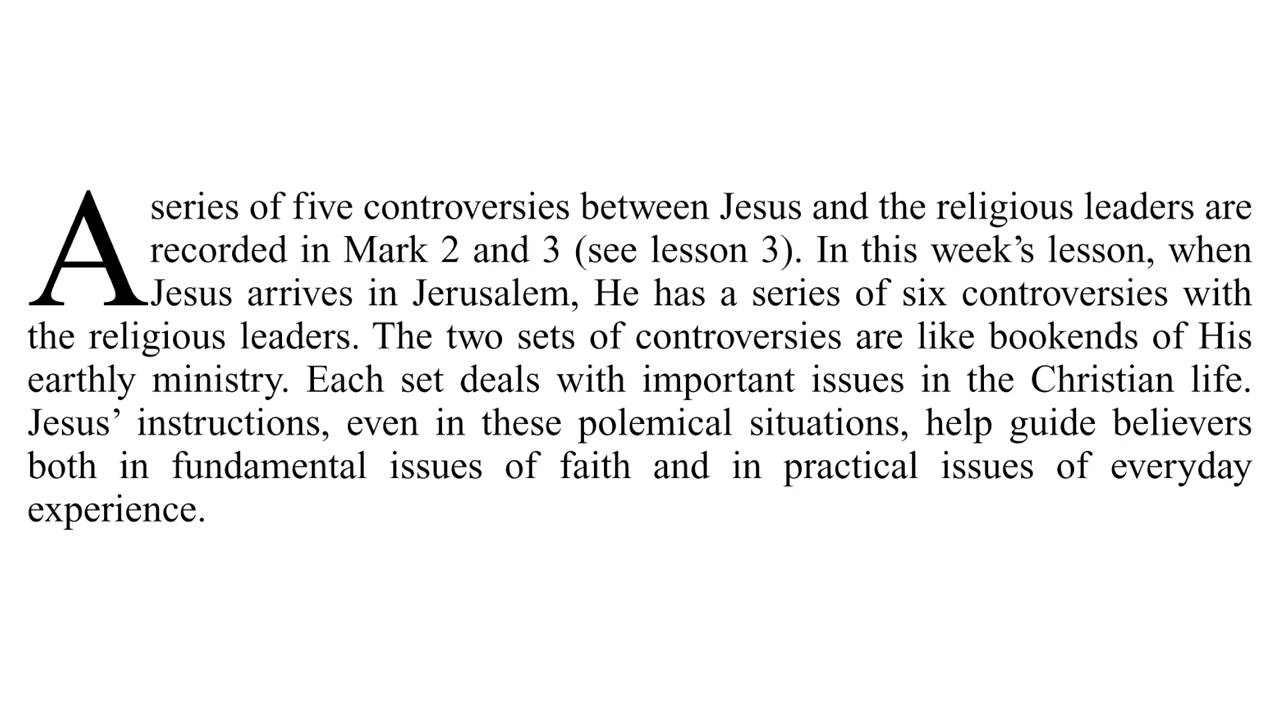 A series of five controversies between Jesus and the religious leaders are
recorded in Mark 2 and 3 (see lesson 3). In this week’s lesson, when
Jesus arrives in Jerusalem, He has a series of six controversies with
the religious leaders. The two sets of controversies are like bookends of His
earthly ministry. Each set deals with important issues in the Christian life.
Jesus’ instructions, even in these polemical situations, help guide believers
both in fundamental issues of faith and in practical issues of everyday
experience.